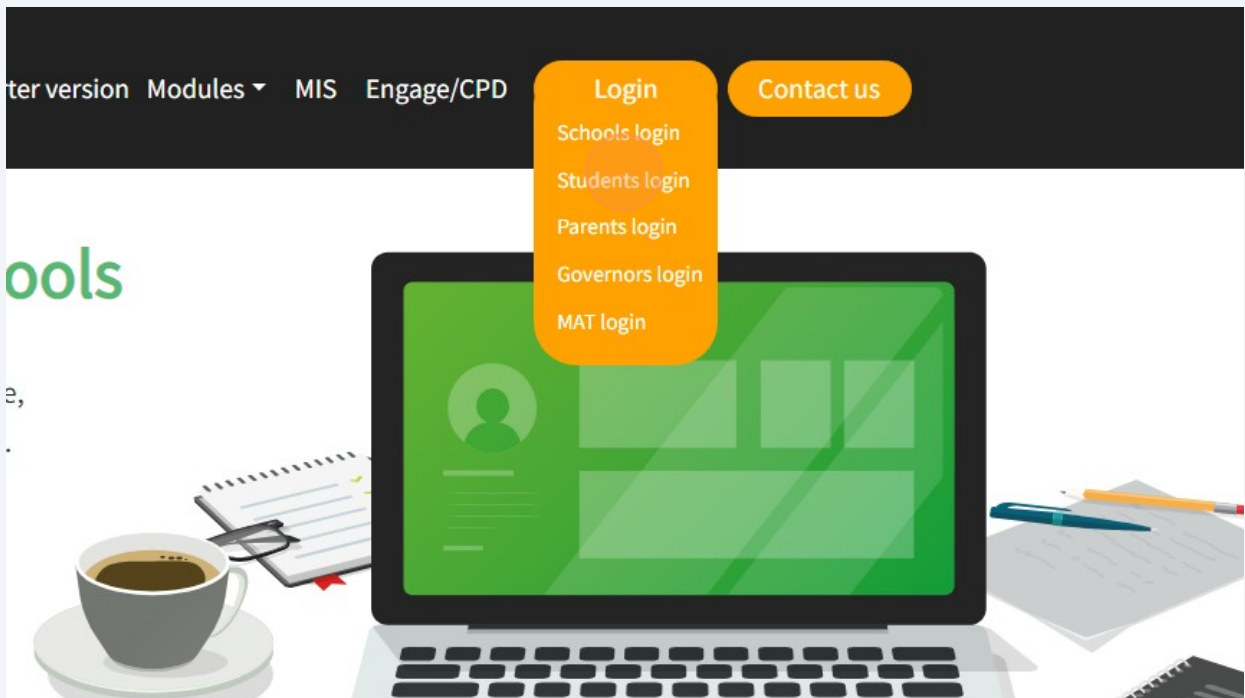 ter version Modules MIS Engage/CPD Login Contact us
Schools login
Students login
Parents login
Governors login
MAT login
ools
e,
.